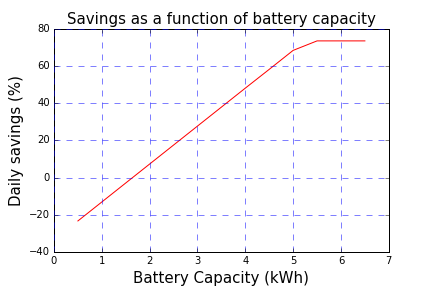 Savings as a function of battery capacity
80
60
40
20
0
−20
−40
Daily savings (%)
0 1 2 3 4 5 6 7
Battery Capacity (kWh)